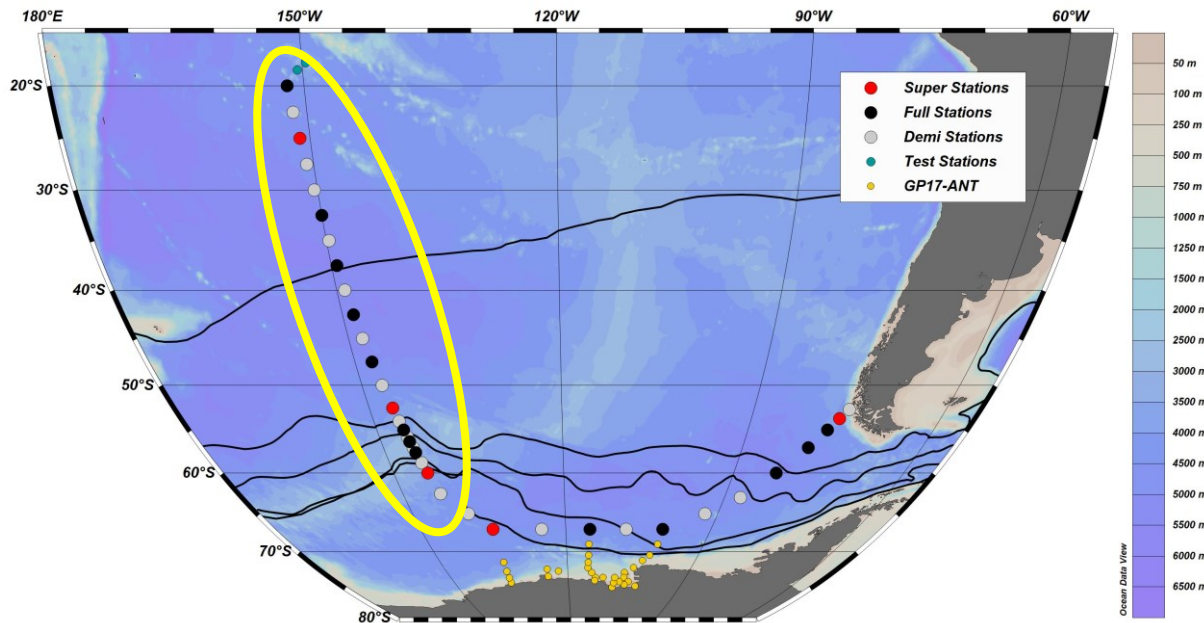 180°E 150°W 120°W 90°W 60°W
20°S
30°S
40°S
50°S
60°S
70°S
80°S
Super Stations
Full Stations
Demi Stations
Test Stations
GP17-ANT
50 m
100 m
250 m
500 m
750 m
1000 m
1250 m
2000 m
2500 m
3000 m
3500 m
4000 m
4500 m
5000 m
5500 m
6000 m
6500 m
Ocean Data View